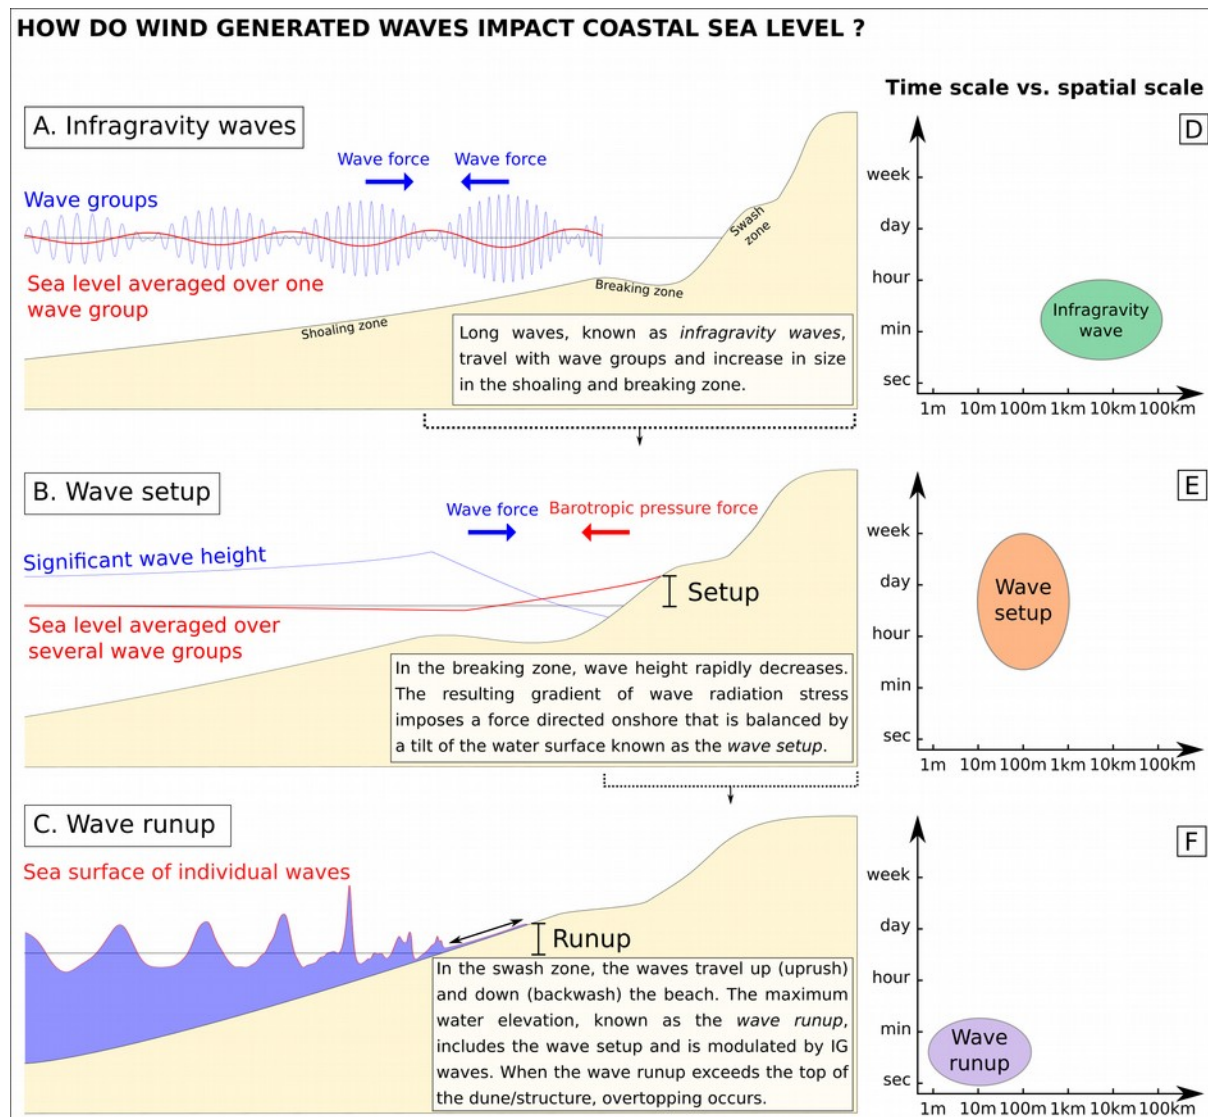 HOW DO WIND GENERATED WAVES IMPACT COASTAL SEA LEVEL ?
Time scale vs. spatial scale
A. Infragravity waves
Wave force
Wave force
Wave groups
Sea level averaged over one
wave group
Shoaling zone
Breaking zone
Swash
zone
Long waves, known as infragravity waves,
travel with wave groups and increase in size
in the shoaling and breaking zone.
D
week
day
hour
min
sec
Infragravity
wave
1m 10m 100m 1km 10km 100km
B. Wave setup
Wave force
Barotropic pressure force
Significant wave height
Setup
Sea level averaged over
several wave groups
In the breaking zone, wave height rapidly decreases.
The resulting gradient of wave radiation stress
imposes a force directed onshore that is balanced by
a tilt of the water surface known as the wave setup.
E
week
day
hour
min
sec
Wave
setup
1m 10m 100m 1km 10km 100km
C. Wave runup
Sea surface of individual waves
Runup
In the swash zone, the waves travel up (uprush)
and down (backwash) the beach. The maximum
water elevation, known as the wave runup,
includes the wave setup and is modulated by IG
waves. When the wave runup exceeds the top of
the dune/structure, overtopping occurs.
F
week
day
hour
min
sec
Wave
runup
1m 10m 100m 1km 10km 100km